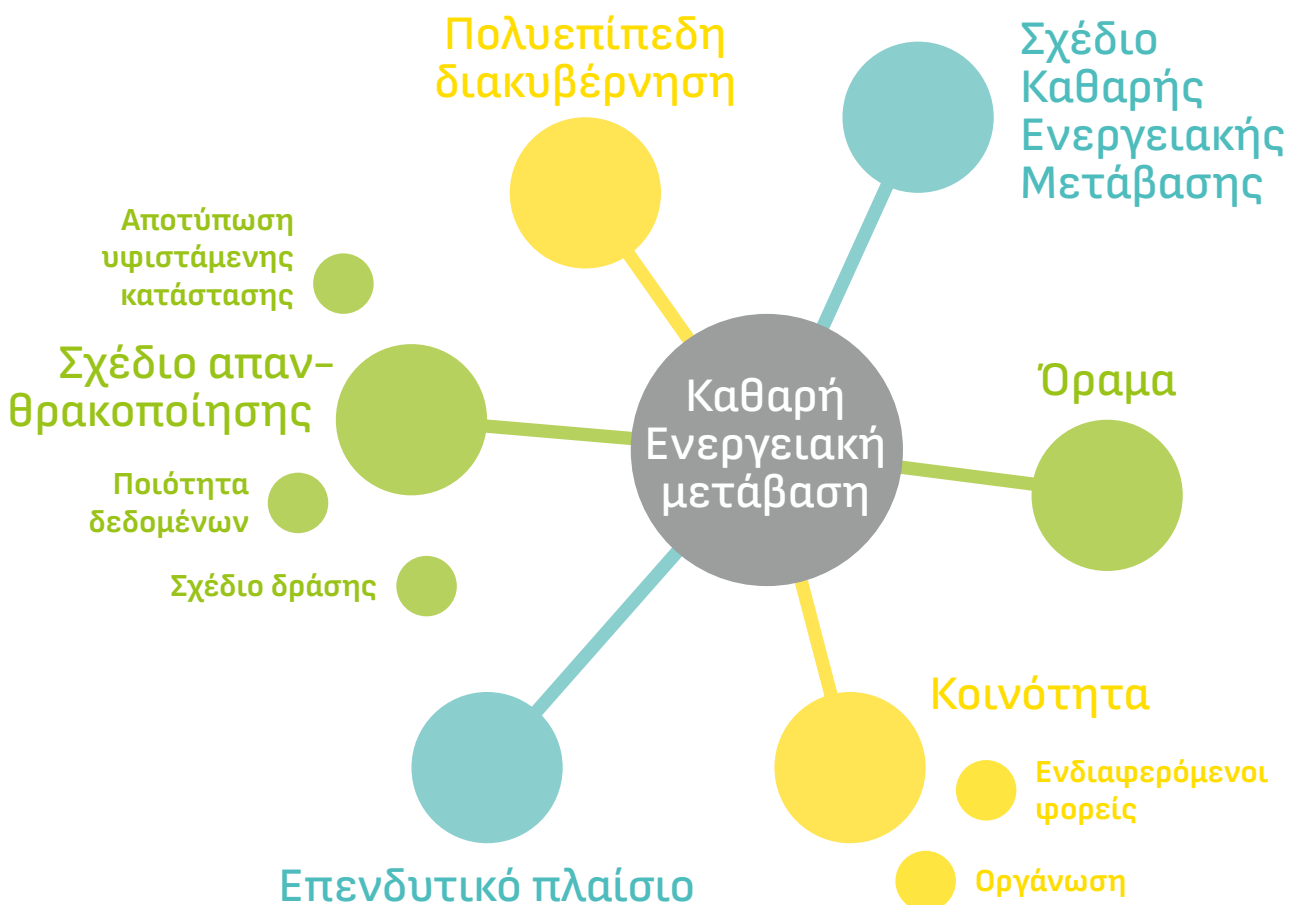 Πολυεπίπεδη
διακυβέρνηση
Σχέδιο
Καθαρής
Ενεργειακής
Μετάβασης
Αποτύπωση
υφιστάμενης
κατάστασης
Σχέδιο απαν-
θρακοποίησης
Ποιότητα
δεδομένων
Σχέδιο δράσης
Καθαρή
Ενεργειακή
μετάβαση
Όραμα
Κοινότητα
Ενδιαφερόμενοι
φορείς
Οργάνωση
Επενδυτικό πλαίσιο